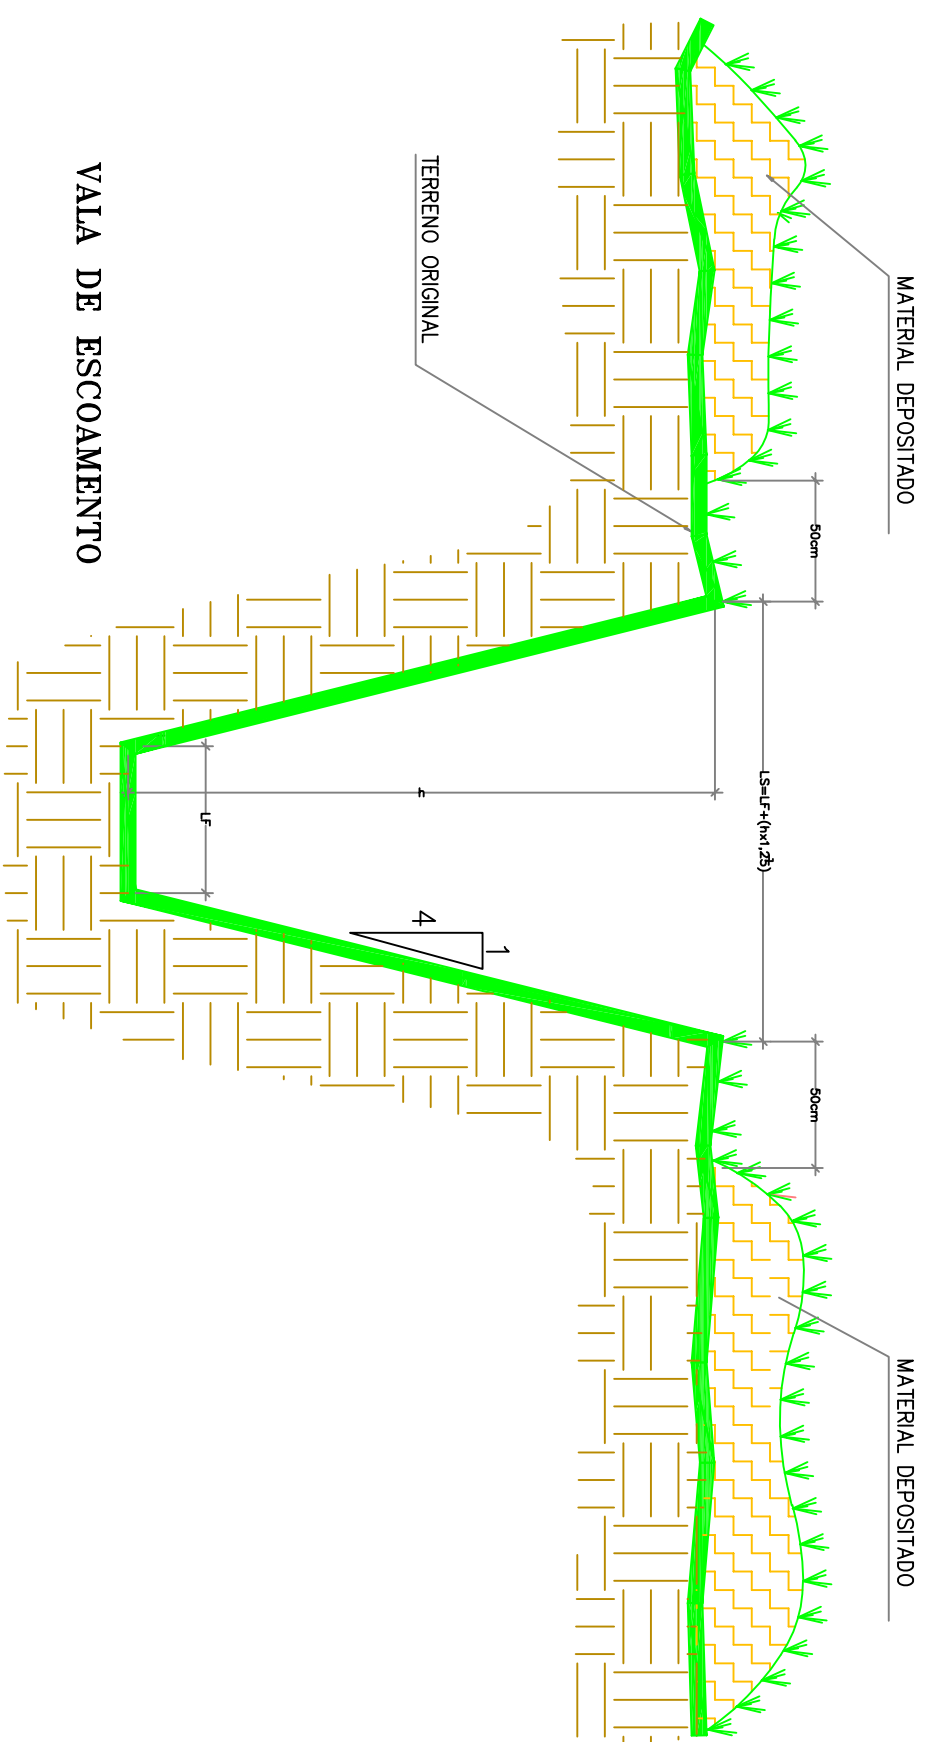 MATERIAL DEPOSITADO
MATERIAL DEPOSITADO
50cm
LS=LF+(hx1,25)
50cm
TERRENO ORIGINAL
h
1
4
LF
VALA DE ESCOAMENTO